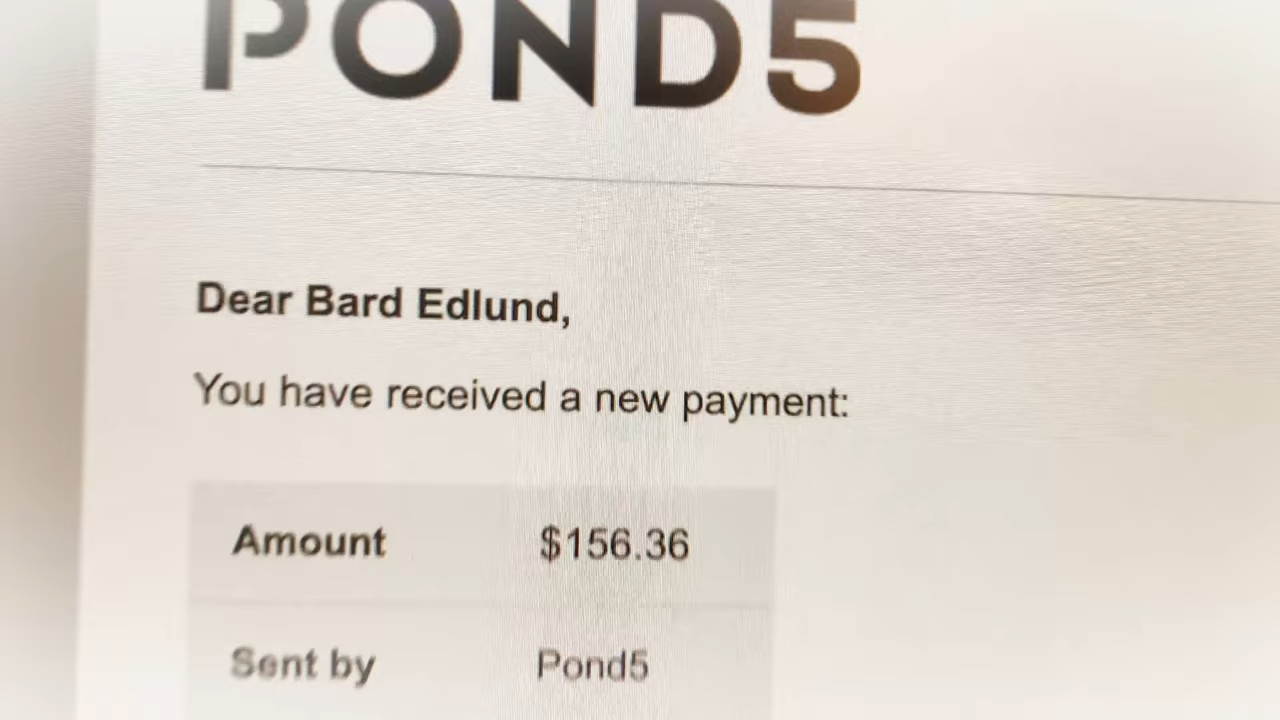 POND5
Dear Bard Edlund,
You have received a new payment:
Amount $156.36
Sent by Pond5